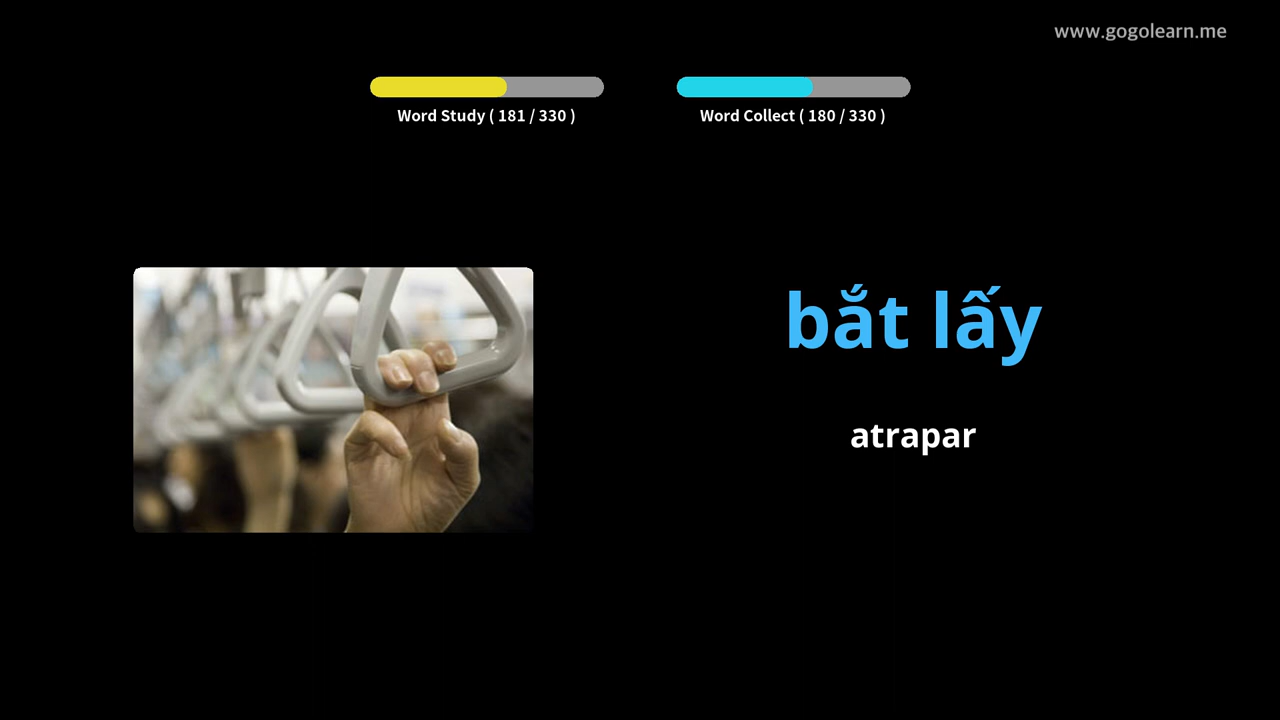 www.gogolearn.me
Word Study ( 181 / 330 )
Word Collect ( 180 / 330 )
bắt lấy
atrapar